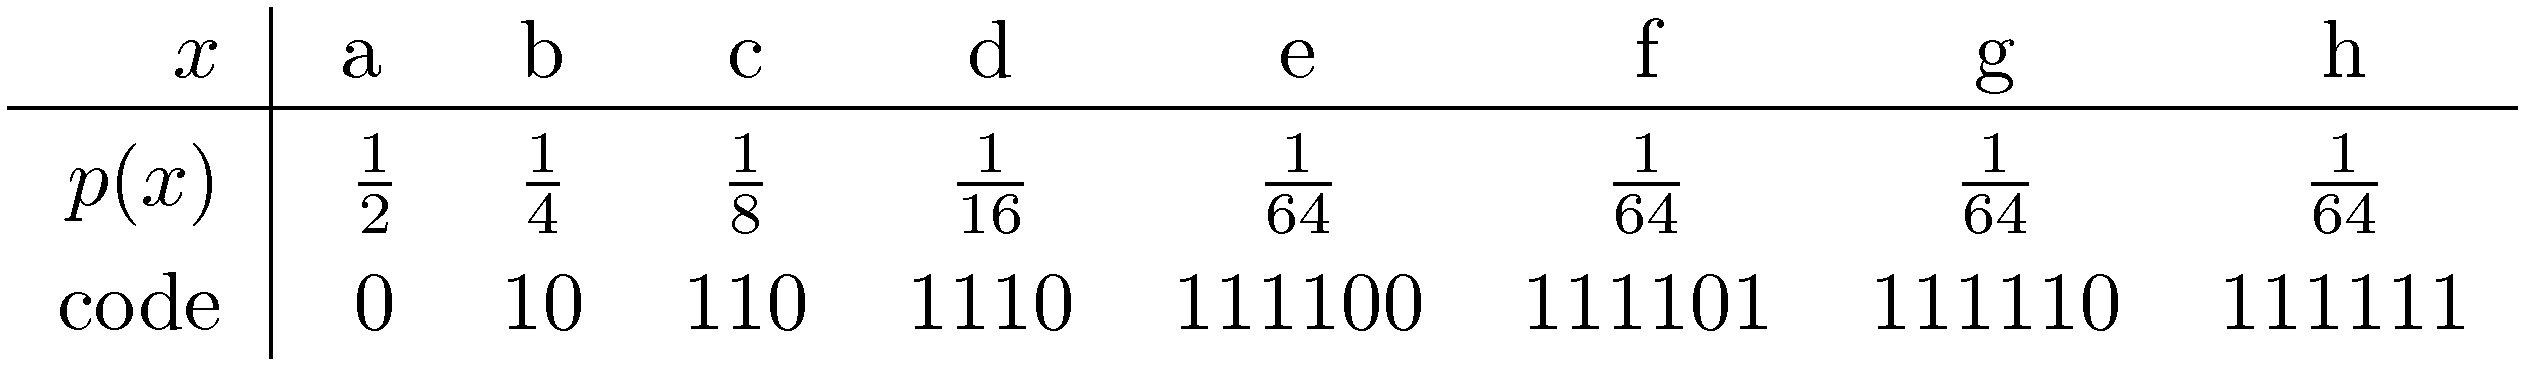 x a b c d e f g h
p(x) 1/2 1/4 1/8 1/16 1/64 1/64 1/64 1/64
code 0 10 110 1110 111100 111101 111110 111111